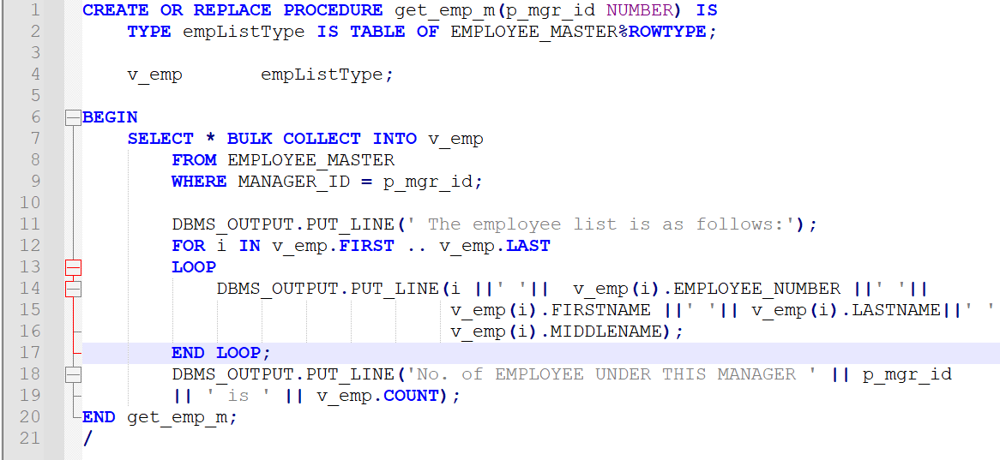 1 CREATE OR REPLACE PROCEDURE get_emp_m(p_mgr_id NUMBER) IS
2     TYPE empListType IS TABLE OF EMPLOYEE_MASTER%ROWTYPE;
3
4     v_emp       empListType;
5
6 BEGIN
7     SELECT * BULK COLLECT INTO v_emp
8         FROM EMPLOYEE_MASTER
9         WHERE MANAGER_ID = p_mgr_id;
10
11         DBMS_OUTPUT.PUT_LINE(' The employee list is as follows:');
12         FOR i IN v_emp.FIRST .. v_emp.LAST
13         LOOP
14             DBMS_OUTPUT.PUT_LINE(i ||' '||  v_emp(i).EMPLOYEE_NUMBER ||' '||
15                                  v_emp(i).FIRSTNAME ||' '|| v_emp(i).LASTNAME||' '
16                                  v_emp(i).MIDDLENAME);
17         END LOOP;
18         DBMS_OUTPUT.PUT_LINE('No. of EMPLOYEE UNDER THIS MANAGER ' || p_mgr_id
19         || ' is ' || v_emp.COUNT);
20 END get_emp_m;
21 /